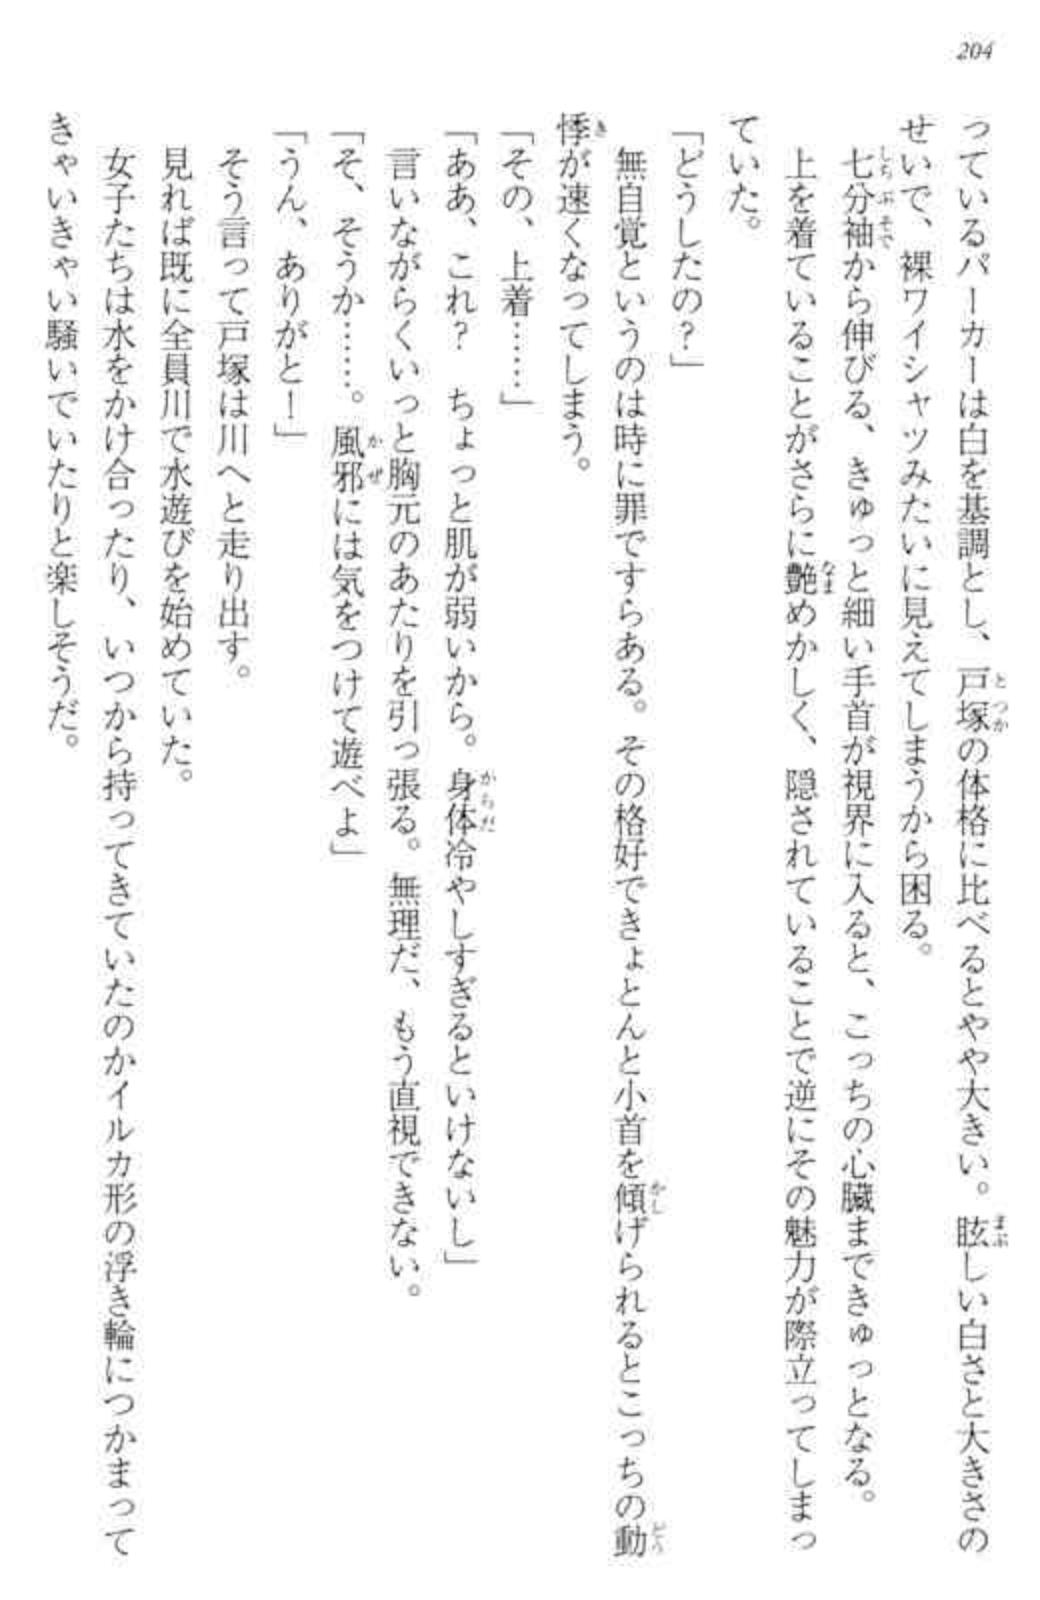 204
っているパーカーは白を基調とし、戸塚の体格に比べるとやや大きい。眩しい白さと大きさの
せいで、裸ワイシャツみたいに見えてしまうから困る。
七分袖から伸びる、きゅっと細い手首が視界に入ると、こっちの心臓まできゅっとなる。
上を着ていることがさらに艶めかしく、隠されていることで逆にその魅力が際立ってしまっ
ていた。
「どうしたの?」
無自覚というのは時に罪ですらある。その格好できょとんと小首を傾げられるとこっちの動
悸が速くなってしまう。
「その、上着……」
「ああ、これ? ちょっと肌が弱いから。身体冷やしすぎるといけないし」
言いながらくいっと胸元のあたりを引っ張る。無理だ、もう直視できない。
「そ、そうか……。風邪には気をつけて遊べよ」
「うん、ありがと!」
そう言って戸塚は川へと走り出す。
見れば既に全員川で水遊びを始めていた。
女子たちは水をかけ合ったり、いつから持ってきていたのかイルカ形の浮き輪につかまって
きゃいきゃい騒いでいたりと楽しそうだ。